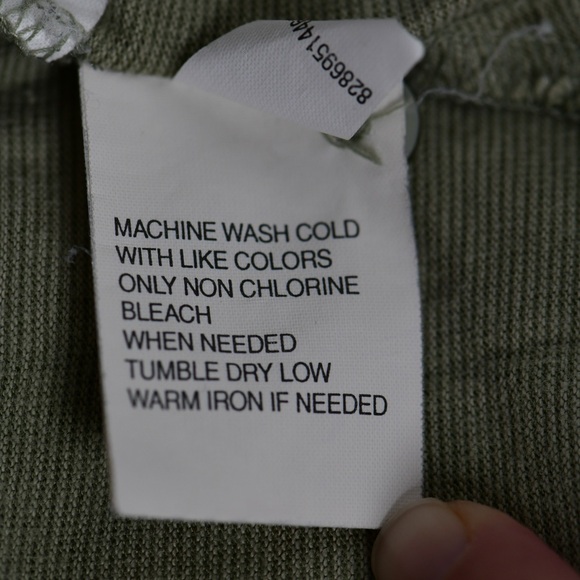 8286951449
MACHINE WASH COLD
WITH LIKE COLORS
ONLY NON CHLORINE
BLEACH
WHEN NEEDED
TUMBLE DRY LOW
WARM IRON IF NEEDED